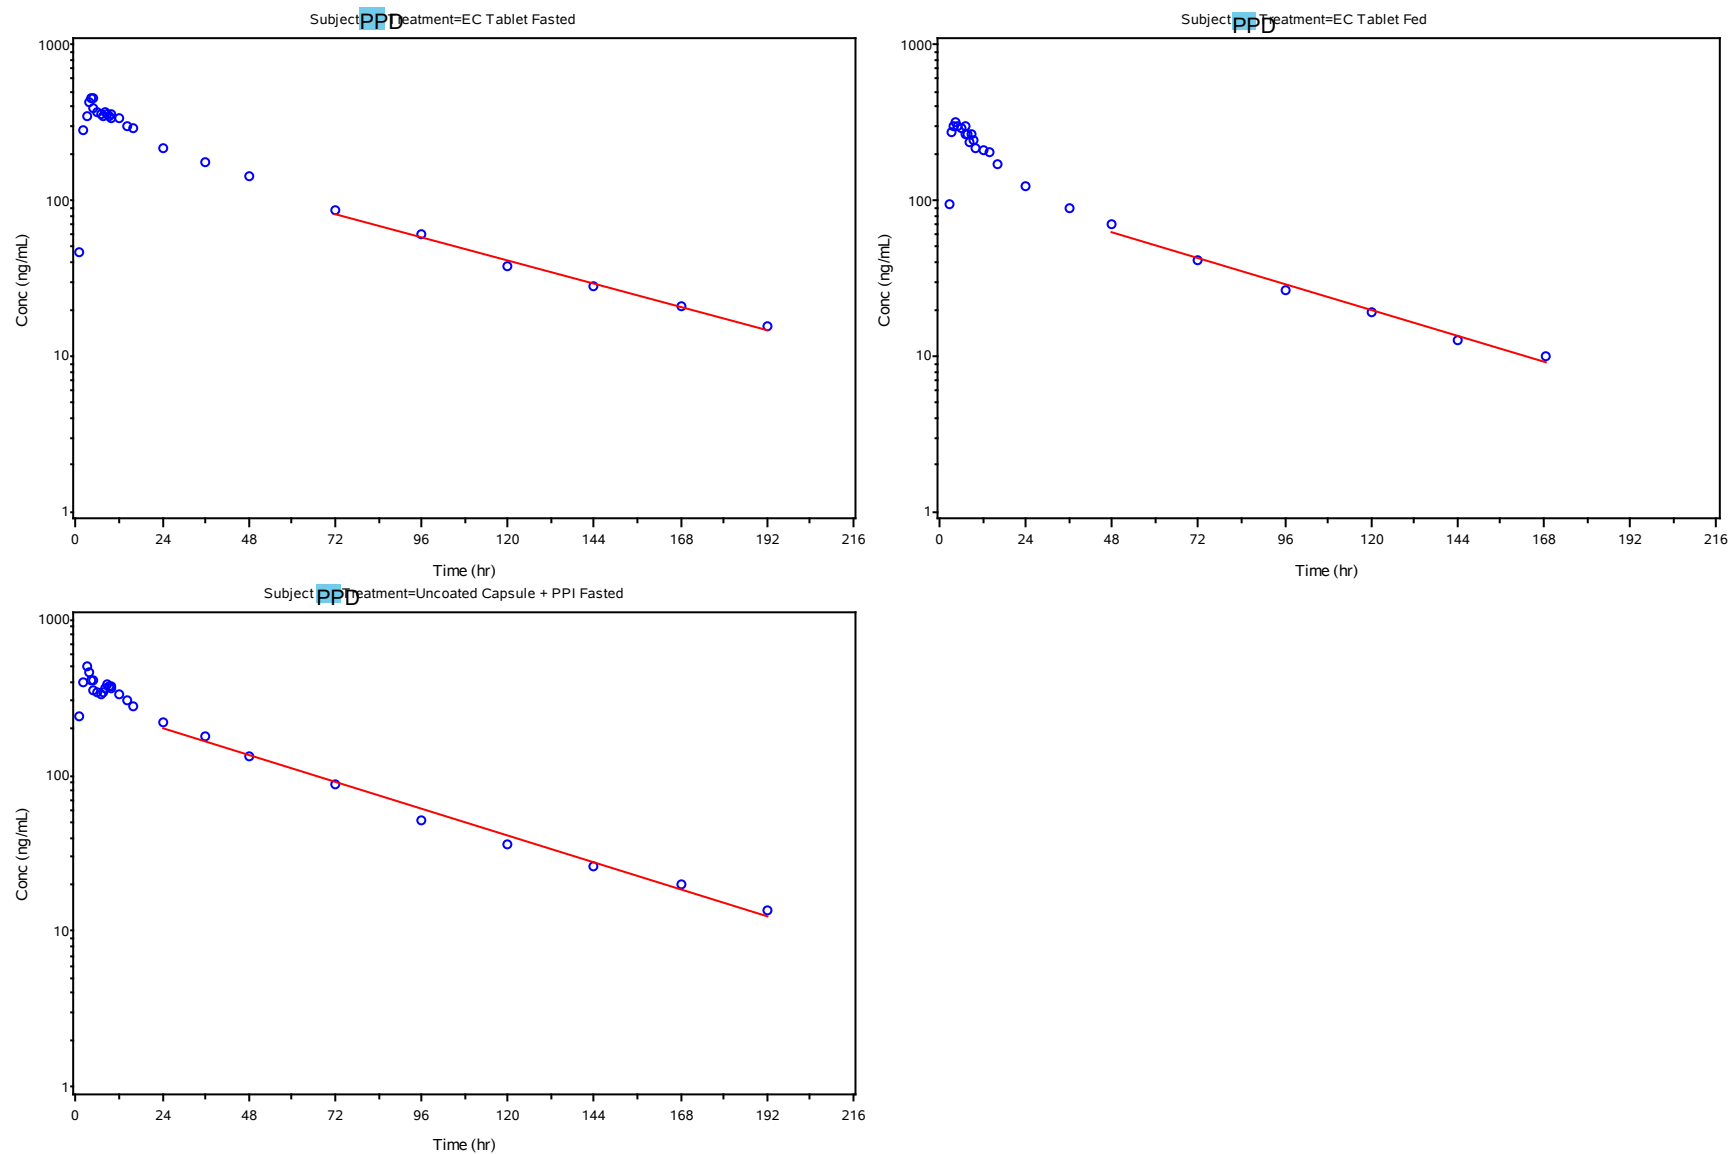 Subject PPD Treatment=EC Tablet Fasted
1000
100
10
1
Conc (ng/mL)
0 24 48 72 96 120 144 168 192 216
Time (hr)
Subject PPD Treatment=EC Tablet Fed
1000
100
10
1
Conc (ng/mL)
0 24 48 72 96 120 144 168 192 216
Time (hr)
Subject PPD Treatment=Uncoated Capsule + PPI Fasted
1000
100
10
1
Conc (ng/mL)
0 24 48 72 96 120 144 168 192 216
Time (hr)